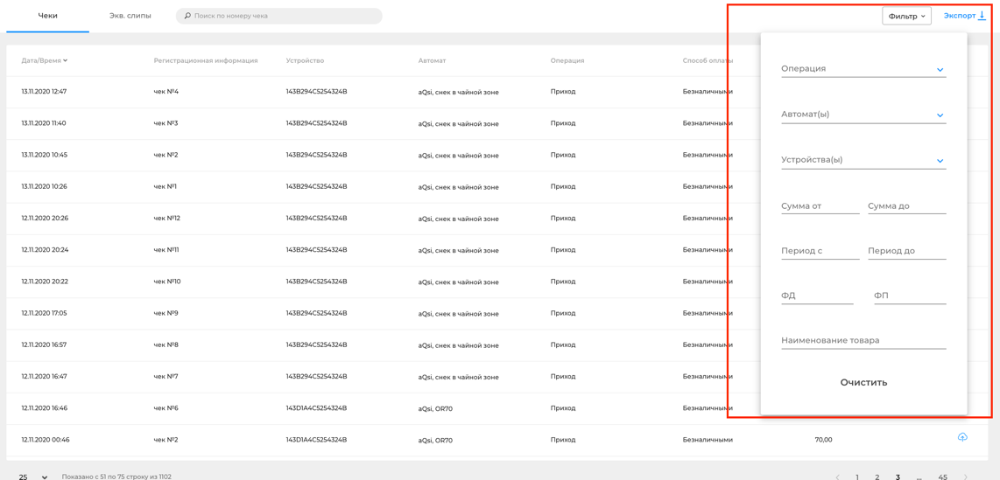 Чеки Экв. слипы Поиск по номеру чека Фильтр Экспорт
Дата/Время Регистрационная информация Устройство Автомат Операция Способ оплаты
13.11.2020 12:47 чек №4 143B294C5254324B aQsi, снек в чайной зоне Приход Безналичными
13.11.2020 11:40 чек №3 143B294C5254324B aQsi, снек в чайной зоне Приход Безналичными
13.11.2020 10:45 чек №2 143B294C5254324B aQsi, снек в чайной зоне Приход Безналичными
13.11.2020 10:26 чек №1 143B294C5254324B aQsi, снек в чайной зоне Приход Безналичными
12.11.2020 20:26 чек №12 143B294C5254324B aQsi, снек в чайной зоне Приход Безналичными
12.11.2020 20:24 чек №11 143B294C5254324B aQsi, снек в чайной зоне Приход Безналичными
12.11.2020 20:22 чек №10 143B294C5254324B aQsi, снек в чайной зоне Приход Безналичными
12.11.2020 17:05 чек №9 143B294C5254324B aQsi, снек в чайной зоне Приход Безналичными
12.11.2020 16:57 чек №8 143B294C5254324B aQsi, снек в чайной зоне Приход Безналичными
12.11.2020 16:47 чек №7 143B294C5254324B aQsi, снек в чайной зоне Приход Безналичными
12.11.2020 16:46 чек №6 143D1A4C5254324B aQsi, OR70 Приход Безналичными
12.11.2020 00:46 чек №2 143D1A4C5254324B aQsi, OR70 Приход Безналичными 70,00
Операция
Автомат(ы)
Устройства(ы)
Сумма от Сумма до
Период с Период до
ФД ФП
Наименование товара
Очистить
25 Показано с 51 по 75 строку из 1102 1 2 3 ... 45